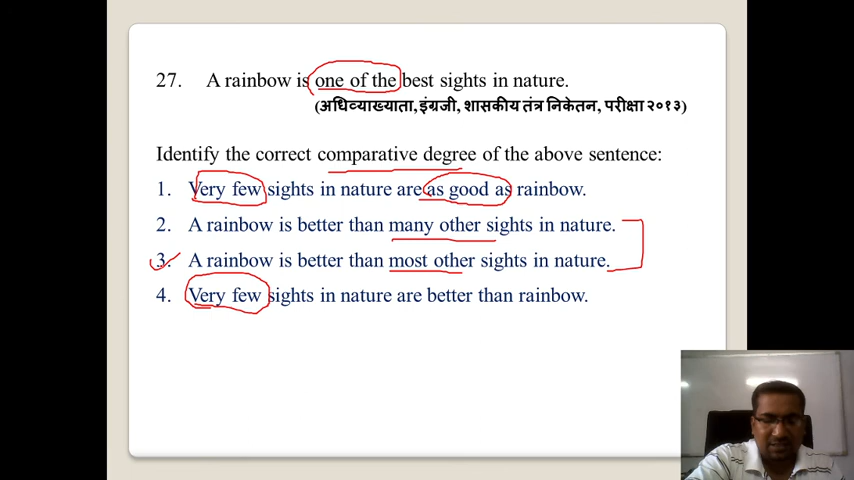 27. A rainbow is one of the best sights in nature.
(अधिव्याख्याता, इंग्रजी, शासकीय तंत्र निकेतन, परीक्षा २०१३)
Identify the correct comparative degree of the above sentence:
1. Very few sights in nature are as good as rainbow.
2. A rainbow is better than many other sights in nature.
3. A rainbow is better than most other sights in nature.
4. Very few sights in nature are better than rainbow.